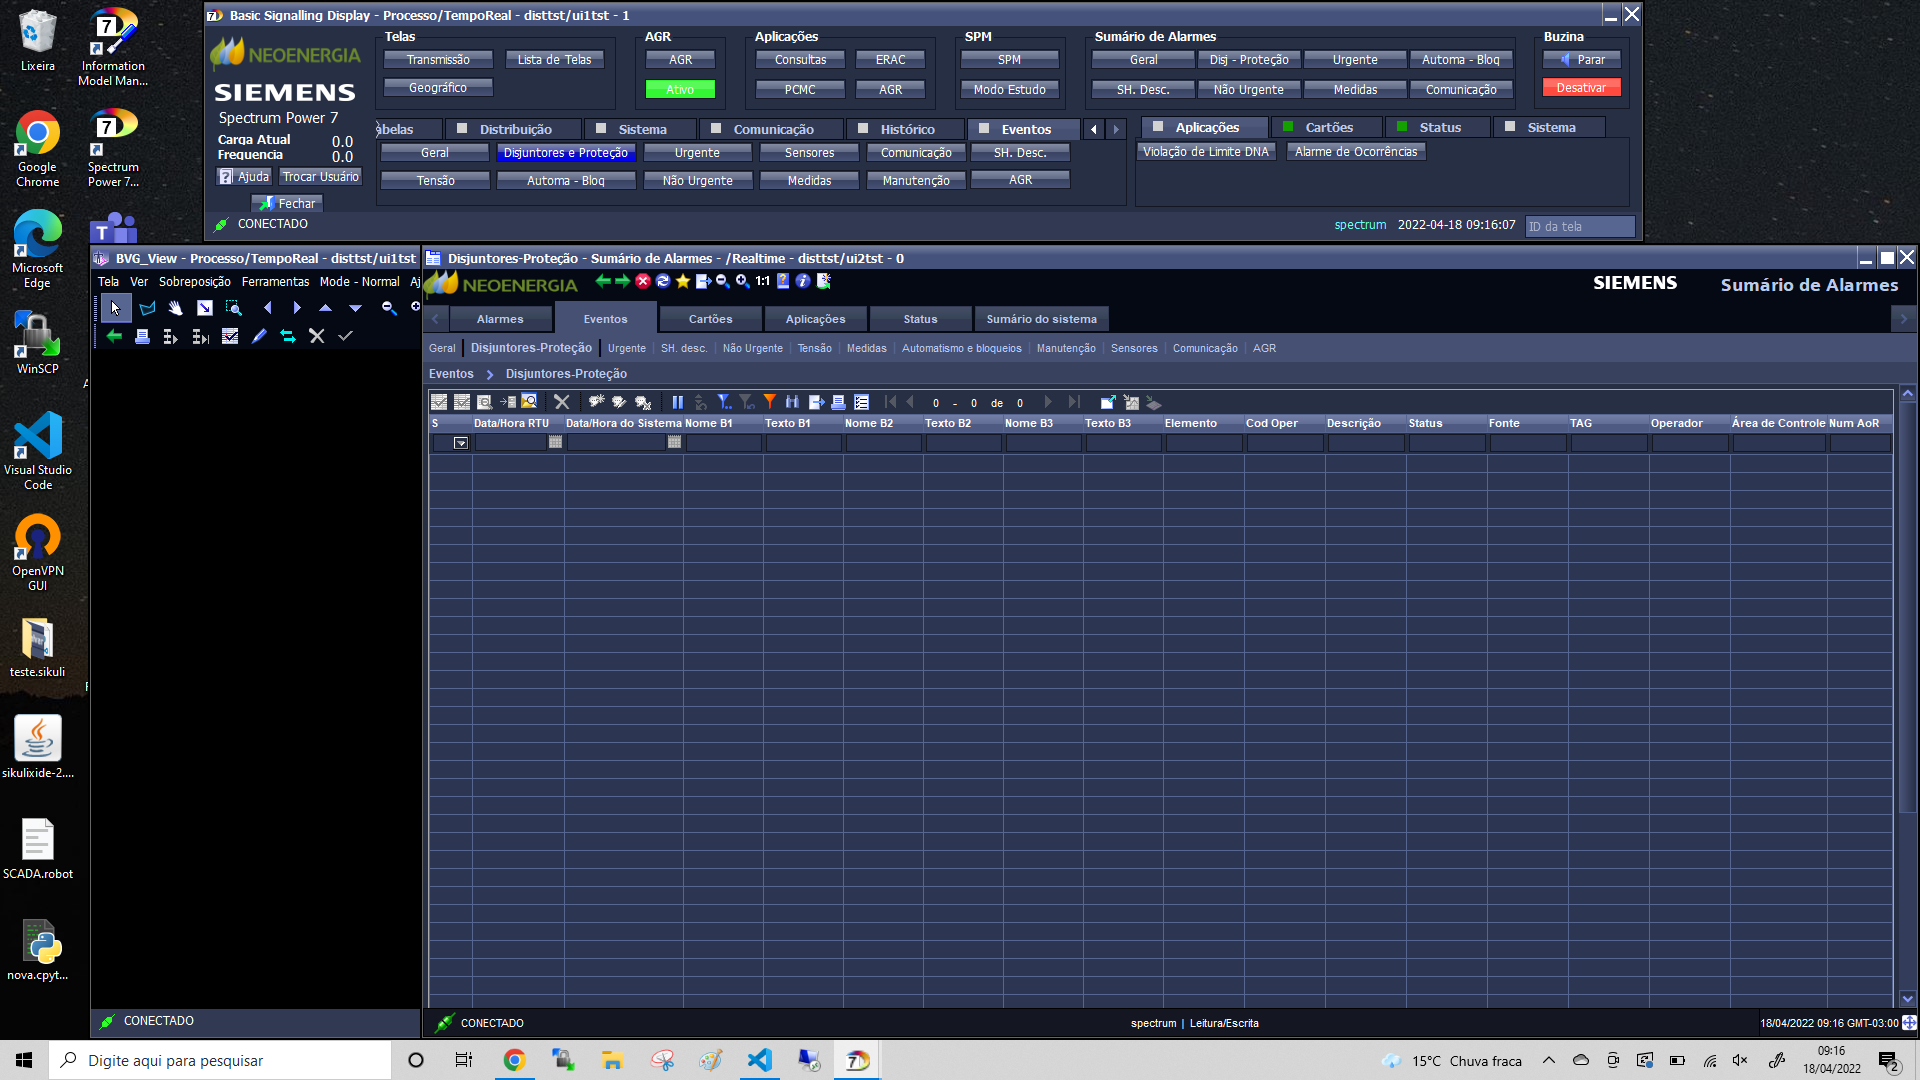 Lixeira
Information
Model Man...
Google
Chrome
Spectrum
Power 7...
Microsoft
Edge
WinSCP
Visual Studio
Code
OpenVPN
GUI
teste.sikuli
sikulixide-2....
SCADA.robot
nova.cpyt...
Basic Signalling Display - Processo/TempoReal - disttst/ui1tst - 1
NEOENERGIA
SIEMENS
Spectrum Power 7
Carga Atual 0.0
Frequencia 0.0
Ajuda Trocar Usuário
Fechar
CONECTADO
Telas
Transmissão Lista de Telas
Geográfico
AGR
AGR
Ativo
Aplicações
Consultas ERAC
PCMC AGR
SPM
SPM
Modo Estudo
Sumário de Alarmes
Geral Disj - Proteção Urgente Automa - Bloq
SH. Desc. Não Urgente Medidas Comunicação
Buzina
Parar
Desativar
abelas Distribuição Sistema Comunicação Histórico Eventos
Geral Disjuntores e Proteção Urgente Sensores Comunicação SH. Desc.
Tensão Automa - Bloq Não Urgente Medidas Manutenção AGR
Aplicações Cartões Status Sistema
Violação de Limite DNA Alarme de Ocorrências
spectrum 2022-04-18 09:16:07 ID da tela
BVG_View - Processo/TempoReal - disttst/ui1tst
Tela Ver Sobreposição Ferramentas Mode - Normal Aj
CONECTADO
Disjuntores-Proteção - Sumário de Alarmes - /Realtime - disttst/ui2tst - 0
NEOENERGIA 1:1 SIEMENS Sumário de Alarmes
Alarmes Eventos Cartões Aplicações Status Sumário do sistema
Geral Disjuntores-Proteção Urgente SH. desc. Não Urgente Tensão Medidas Automatismo e bloqueios Manutenção Sensores Comunicação AGR
Eventos Disjuntores-Proteção
0 - 0 de 0
S Data/Hora RTU Data/Hora do Sistema Nome B1 Texto B1 Nome B2 Texto B2 Nome B3 Texto B3 Elemento Cod Oper Descrição Status Fonte TAG Operador Área de Controle Num AoR
CONECTADO spectrum | Leitura/Escrita 18/04/2022 09:16 GMT-03:00
Digite aqui para pesquisar
15°C Chuva fraca
09:16
18/04/2022
2